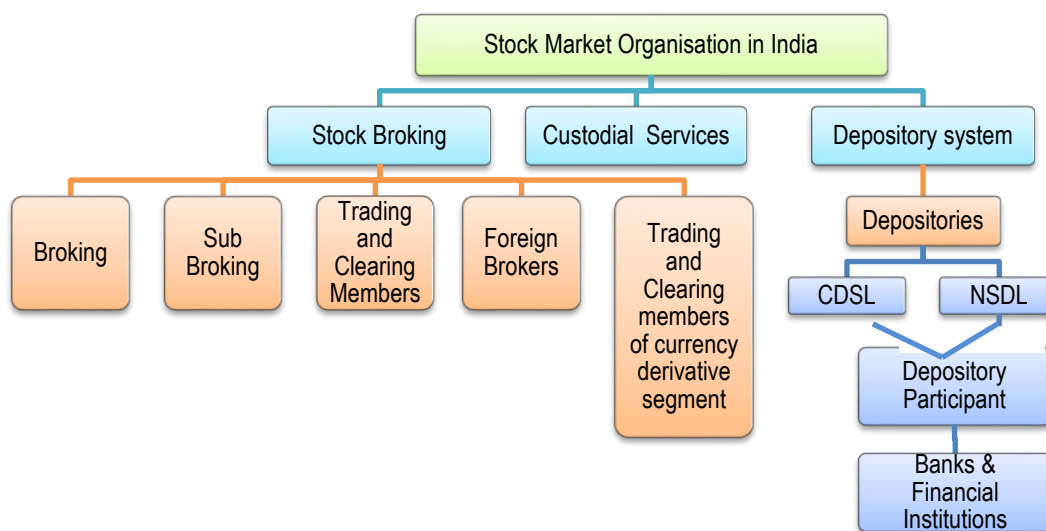 Stock Market Organisation in India
Stock Broking
Custodial Services
Depository system
Broking
Sub
Broking
Trading
and
Clearing
Members
Foreign
Brokers
Trading
and
Clearing
members
of currency
derivative
segment
Depositories
CDSL
NSDL
Depository
Participant
Banks &
Financial
Institutions